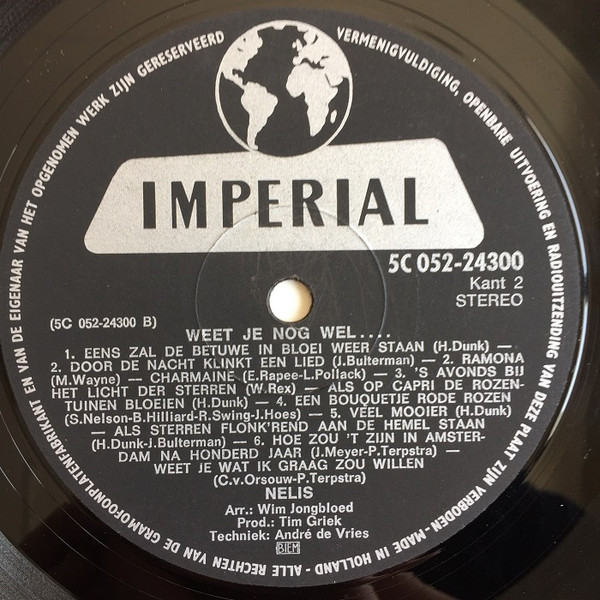 ALLE RECHTEN VAN DE GRAMOFOONPLATENFABRIKANT EN VAN DE EIGENAAR VAN HET OPGENOMEN WERK ZIJN GERESERVEERD
VERMENIGVULDIGING, OPENBARE UITVOERING EN RADIOUITZENDING VAN DEZE PLAAT ZIJN VERBODEN - MADE IN HOLLAND -
IMPERIAL
5C 052-24300
Kant 2
STEREO
(5C 052-24300 B)
WEET JE NOG WEL....
1. EENS ZAL DE BETUWE IN BLOEI WEER STAAN (H.Dunk) —
2. DOOR DE NACHT KLINKT EEN LIED (J.Bulterman) — 2. RAMONA
(M.Wayne) — CHARMAINE (E.Rapee-L.Pollack) — 3. 'S AVONDS BIJ
HET LICHT DER STERREN (W.Rex) — ALS OP CAPRI DE ROZEN-
TUINEN BLOEIEN (H.Dunk) — 4. EEN BOUQUETJE RODE ROZEN
(S.Nelson-B.Hilliard-R.Swing-J.Hoes) — 5. VEEL MOOIER (H.Dunk)
— ALS STERREN FLONK'REND AAN DE HEMEL STAAN
(H.Dunk-J.Bulterman) — 6. HOE ZOU 'T ZIJN IN AMSTER-
DAM NA HONDERD JAAR (J.Meyer-P.Terpstra) —
WEET JE WAT IK GRAAG ZOU WILLEN
(C.v.Orsouw-P.Terpstra)
NELIS
Arr.: Wim Jongbloed
Prod.: Tim Griek
Techniek: André de Vries
BIEM